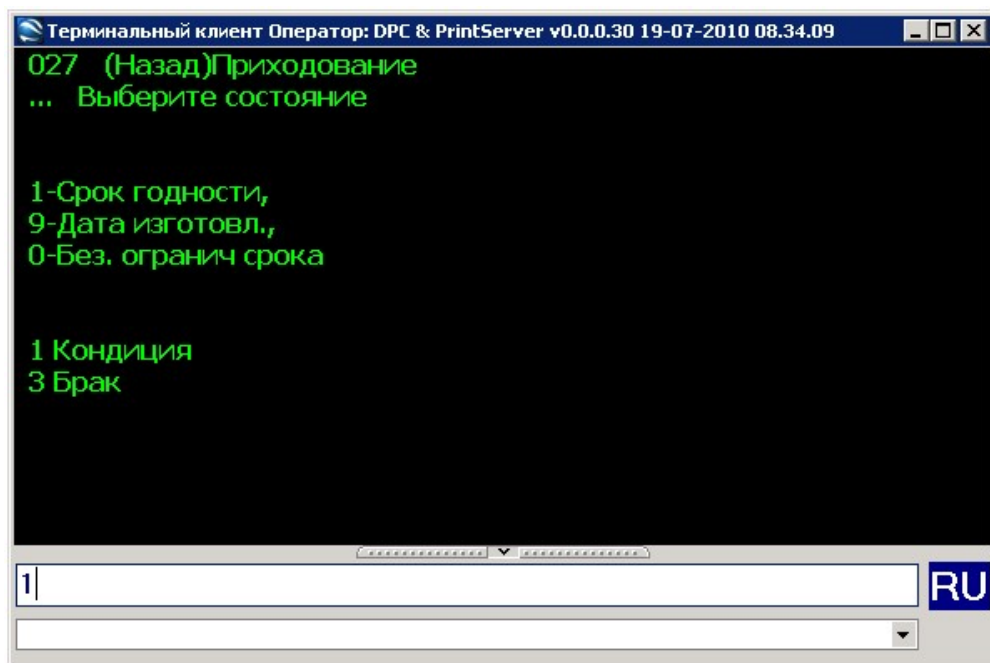 Терминальный клиент Оператор: DPC & PrintServer v0.0.0.30 19-07-2010 08.34.09
027 (Назад)Приходование
... Выберите состояние
1-Срок годности,
9-Дата изготовл.,
0-Без. огранич срока
1 Кондиция
3 Брак
1
RU